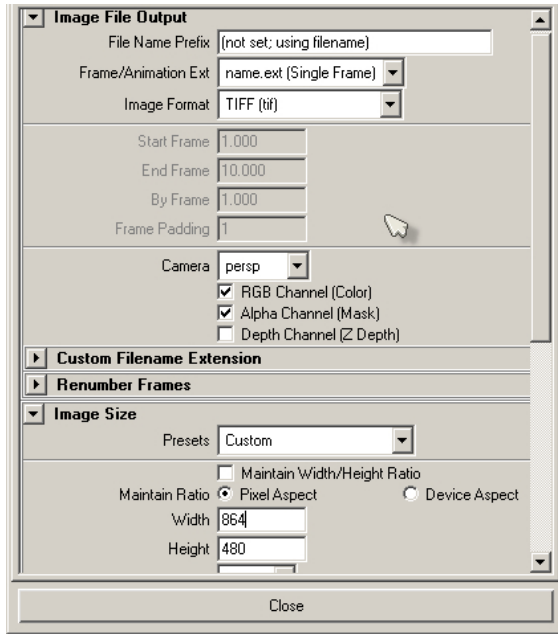 Image File Output
File Name Prefix (not set; using filename)
Frame/Animation Ext name.ext (Single Frame)
Image Format TIFF (tif)
Start Frame 1.000
End Frame 10.000
By Frame 1.000
Frame Padding 1
Camera persp
RGB Channel (Color)
Alpha Channel (Mask)
Depth Channel (Z Depth)
Custom Filename Extension
Renumber Frames
Image Size
Presets Custom
Maintain Width/Height Ratio
Maintain Ratio Pixel Aspect Device Aspect
Width 864
Height 480
Close